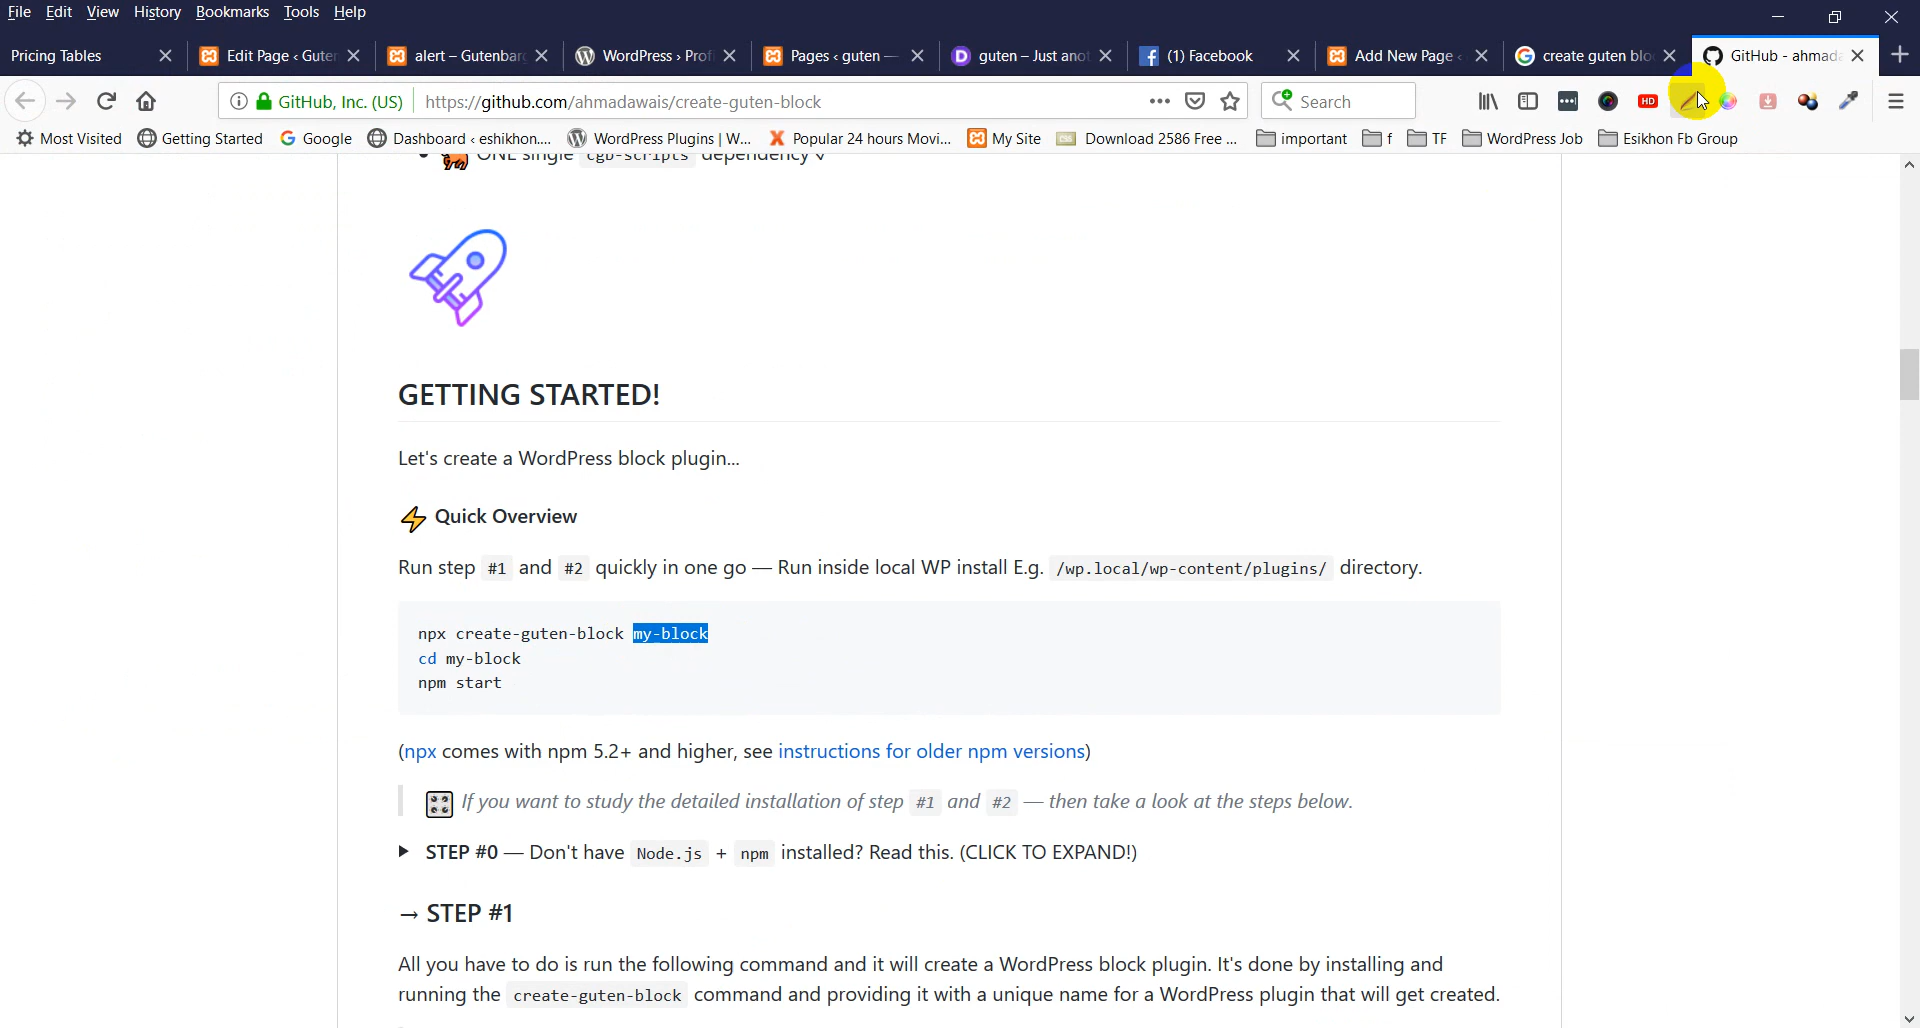 File Edit View History Bookmarks Tools Help
Pricing Tables Edit Page ‹ Guten alert – Gutenbarg WordPress › Profi Pages ‹ guten — guten – Just anot (1) Facebook Add New Page ‹ create guten blo GitHub - ahmada
GitHub, Inc. (US) https://github.com/ahmadawais/create-guten-block Search HD
Most Visited Getting Started Google Dashboard ‹ eshikhon.... WordPress Plugins | W... Popular 24 hours Movi... My Site Download 2586 Free ... important f TF WordPress Job Esikhon Fb Group
ONE single cgb-scripts dependency
GETTING STARTED!
Let's create a WordPress block plugin...
Quick Overview
Run step #1 and #2 quickly in one go — Run inside local WP install E.g. /wp.local/wp-content/plugins/ directory.
npx create-guten-block my-block
cd my-block
npm start
(npx comes with npm 5.2+ and higher, see instructions for older npm versions)
If you want to study the detailed installation of step #1 and #2 — then take a look at the steps below.
STEP #0 — Don't have Node.js + npm installed? Read this. (CLICK TO EXPAND!)
→ STEP #1
All you have to do is run the following command and it will create a WordPress block plugin. It's done by installing and
running the create-guten-block command and providing it with a unique name for a WordPress plugin that will get created.